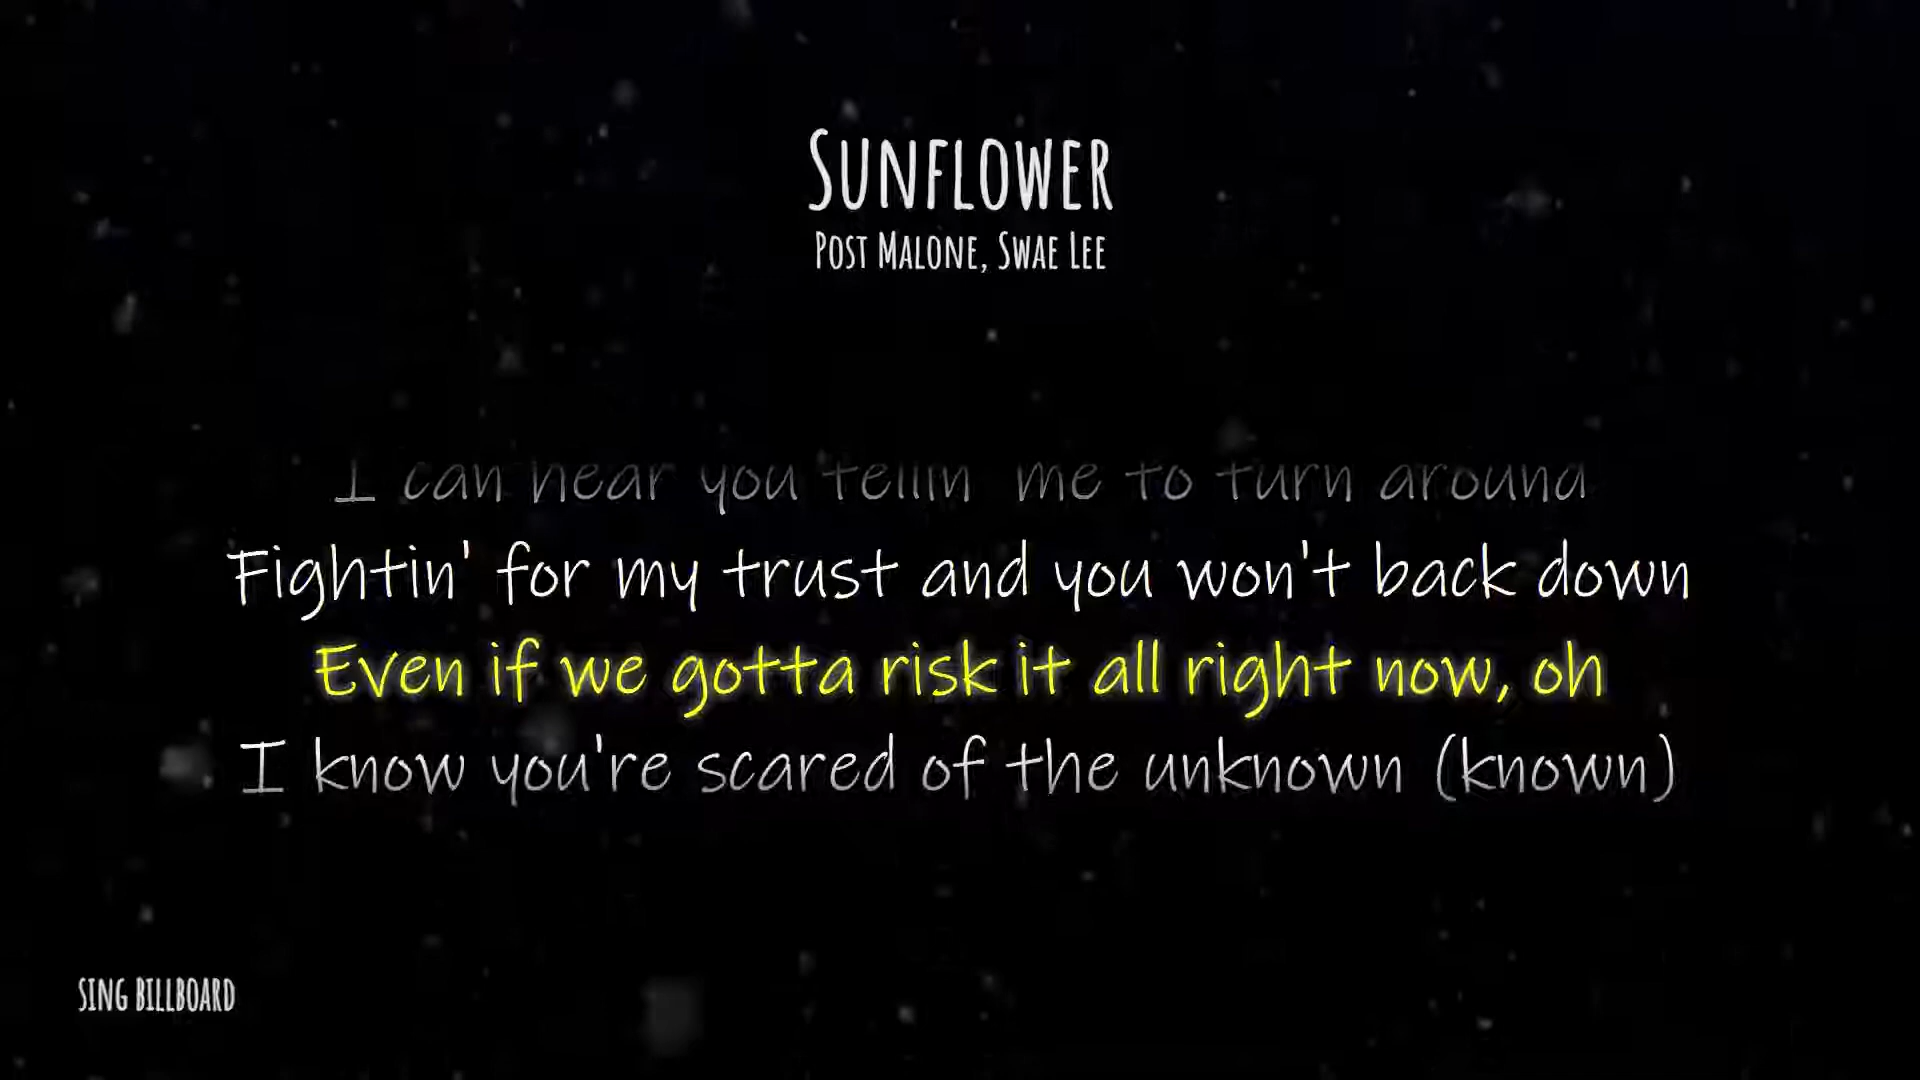 Sunflower
Post Malone, Swae Lee
I can hear you tellin' me to turn around
Fightin' for my trust and you won't back down
Even if we gotta risk it all right now, oh
I know you're scared of the unknown (known)
SING BILLBOARD